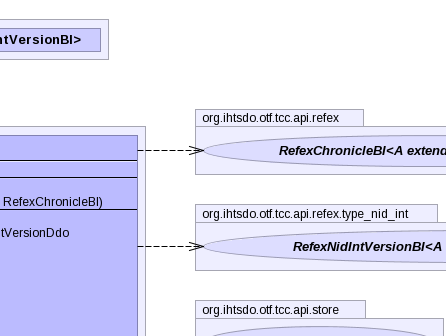 ntVersionBI>
org.ihtsdo.otf.tcc.api.refex
RefexChronicleBI<A extend
RefexChronicleBI)
org.ihtsdo.otf.tcc.api.refex.type_nid_int
tVersionDdo
RefexNidIntVersionBI<A
org.ihtsdo.otf.tcc.api.store